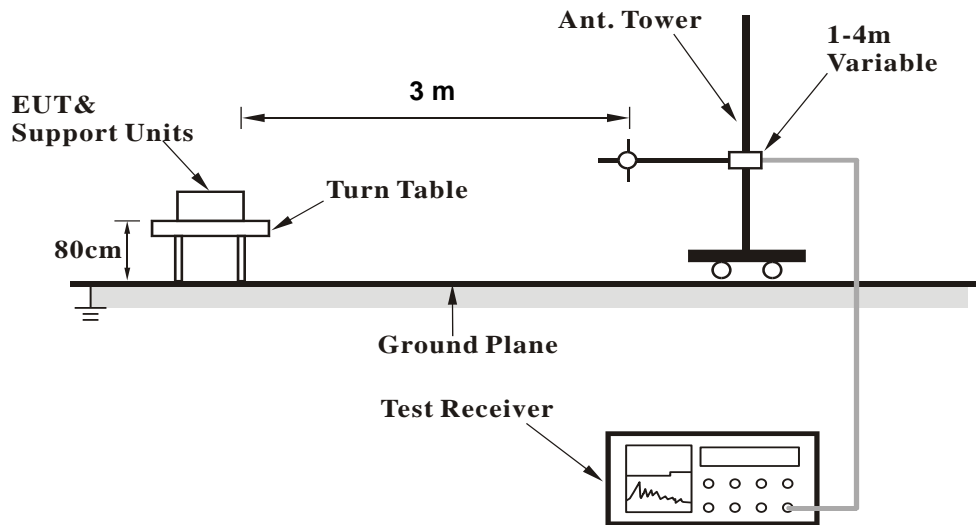 Ant. Tower
1-4m
Variable
3 m
EUT&
Support Units
Turn Table
80cm
Ground Plane
Test Receiver